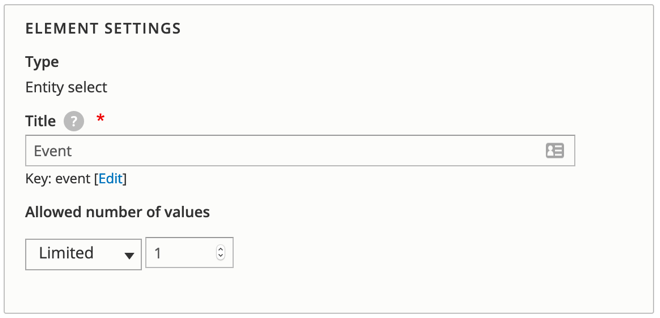 ELEMENT SETTINGS
Type
Entity select
Title ? *
Event
Key: event [Edit]
Allowed number of values
Limited 1